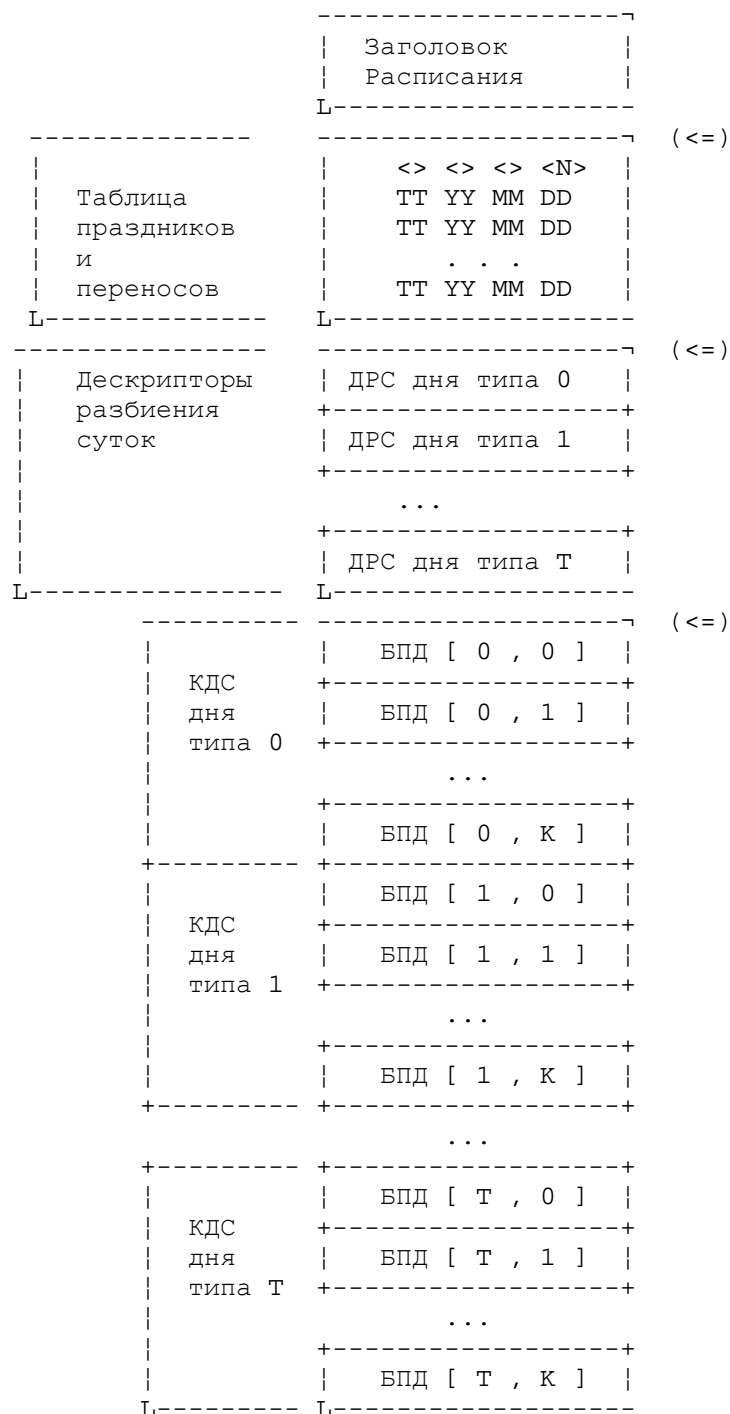 Заголовок
Расписания
(<=)
<> <> <> <N>
Таблица TT YY MM DD
праздников TT YY MM DD
и . . .
переносов TT YY MM DD
(<=)
Дескрипторы ДРС дня типа 0
разбиения
суток ДРС дня типа 1
...
ДРС дня типа T
(<=)
БПД [ 0 , 0 ]
КДС
дня БПД [ 0 , 1 ]
типа 0
...
БПД [ 0 , K ]
БПД [ 1 , 0 ]
КДС
дня БПД [ 1 , 1 ]
типа 1
...
БПД [ 1 , K ]
...
БПД [ T , 0 ]
КДС
дня БПД [ T , 1 ]
типа T
...
БПД [ T , K ]